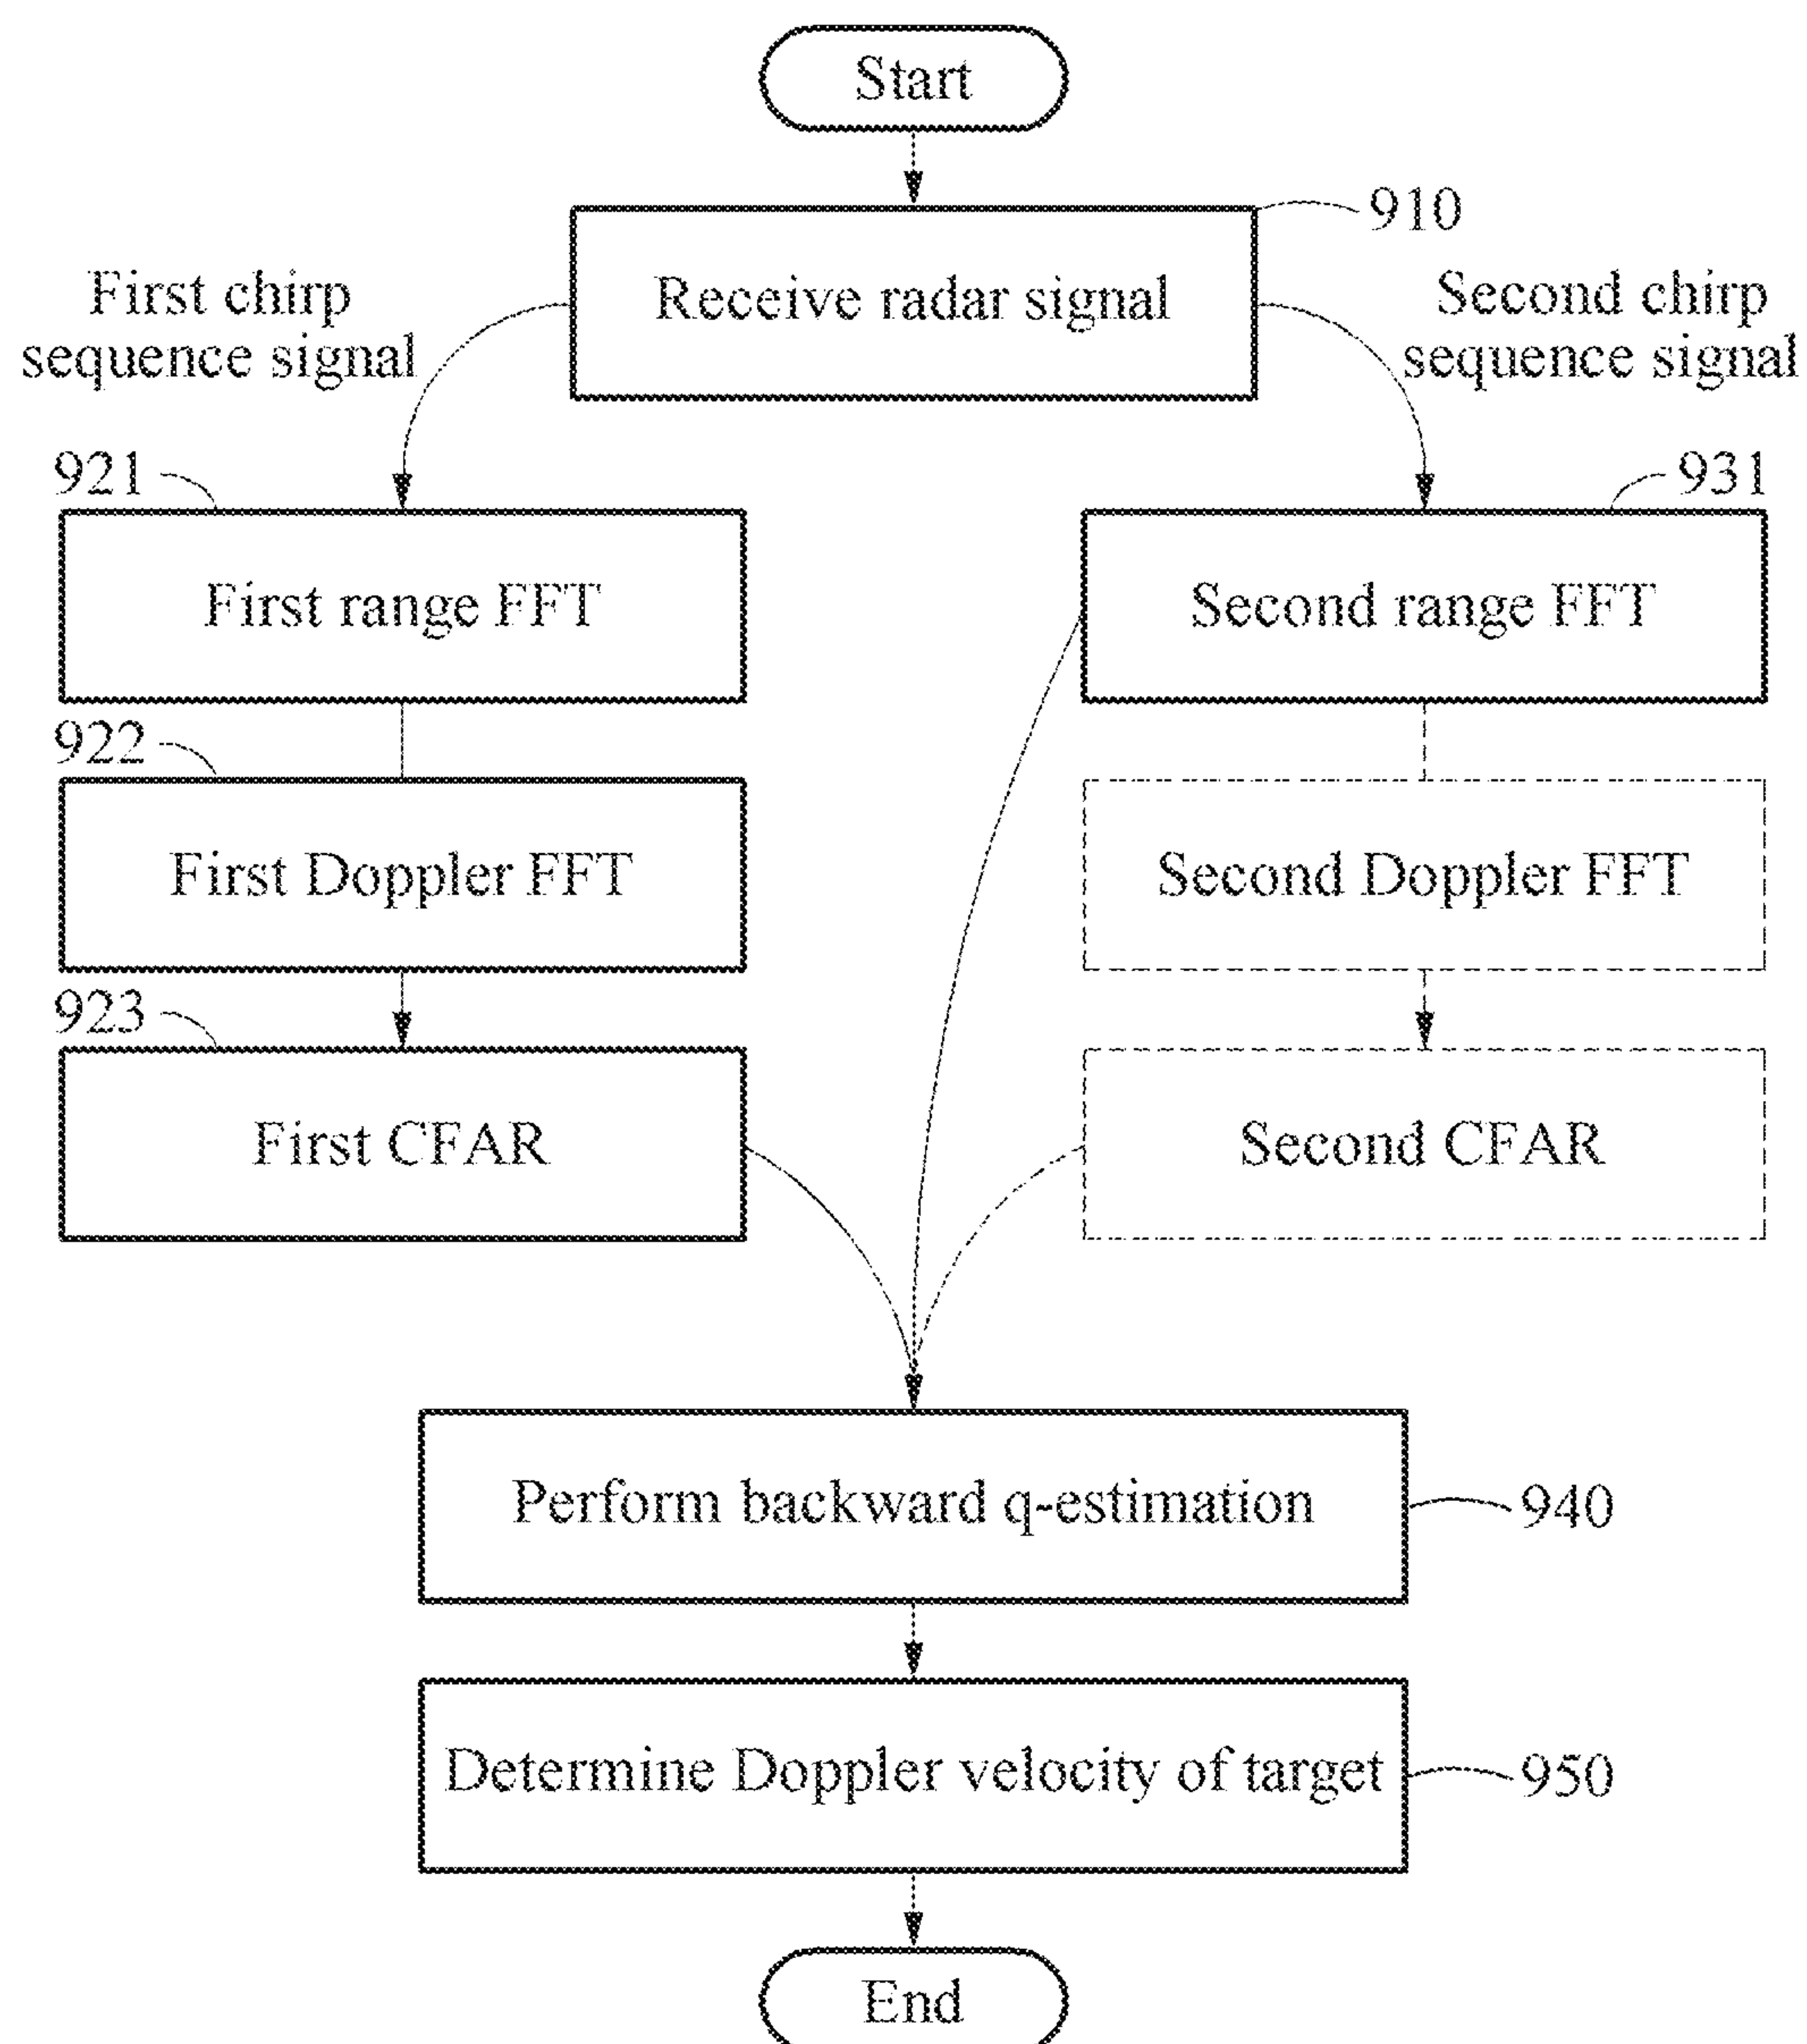 Start
910
Receive radar signal
First chirp
sequence signal
Second chirp
sequence signal
921
931
First range FFT
Second range FFT
922
First Doppler FFT
Second Doppler FFT
923
First CFAR
Second CFAR
Perform backward q-estimation
940
Determine Doppler velocity of target
950
End